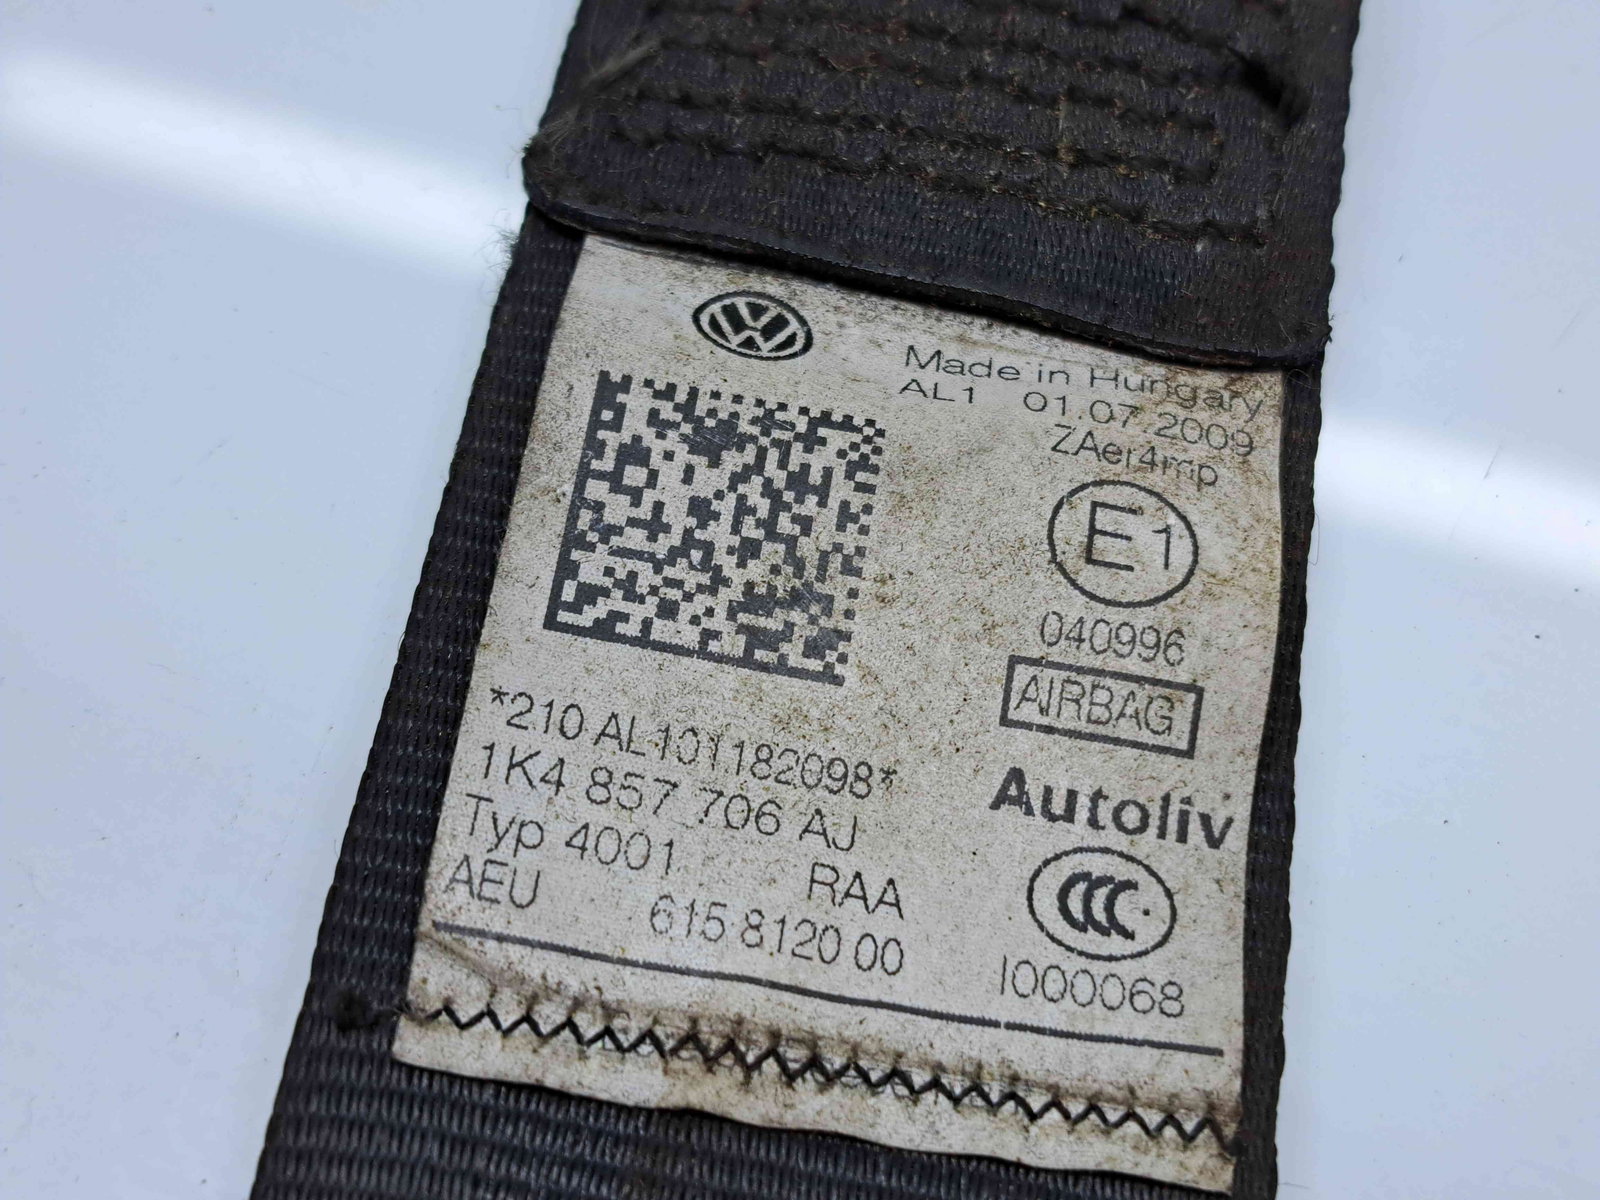 Made in Hungary
AL1 01.07.2009
ZAer4mp
E1
040996
AIRBAG
*210 AL101182098*
1K4 857 706 AJ
Typ 4001 RAA
AEU 615 8120 00
Autoliv
CCC
I000068